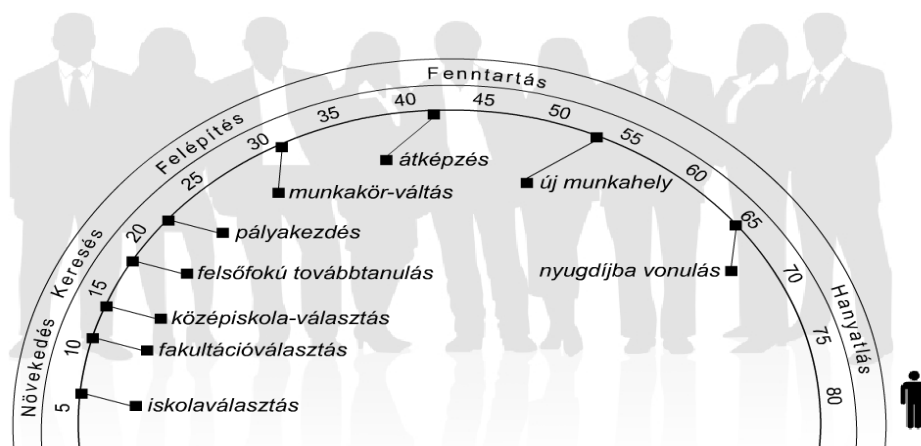 Növekedés
Keresés
Felépítés
Fenntartás
Hanyatlás
5
10
15
20
25
30
35
40
45
50
55
60
65
70
75
80
iskolaválasztás
fakultációválasztás
középiskola-választás
felsőfokú továbbtanulás
pályakezdés
munkakör-váltás
átképzés
új munkahely
nyugdíjba vonulás